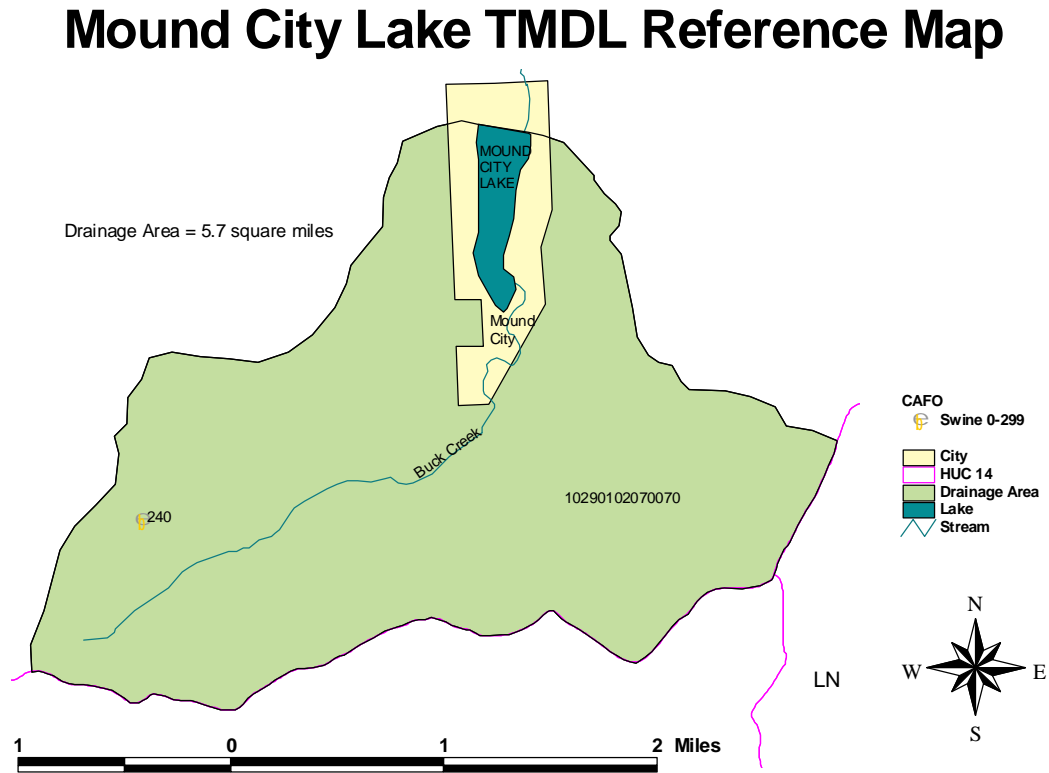 Mound City Lake TMDL Reference Map
MOUND
CITY
LAKE
Drainage Area = 5.7 square miles
Mound
City
CAFO
Swine 0-299
City
HUC 14
Drainage Area
Lake
Stream
Buck Creek
10290102070070
240
N
W
E
S
LN
1 0 1 2 Miles